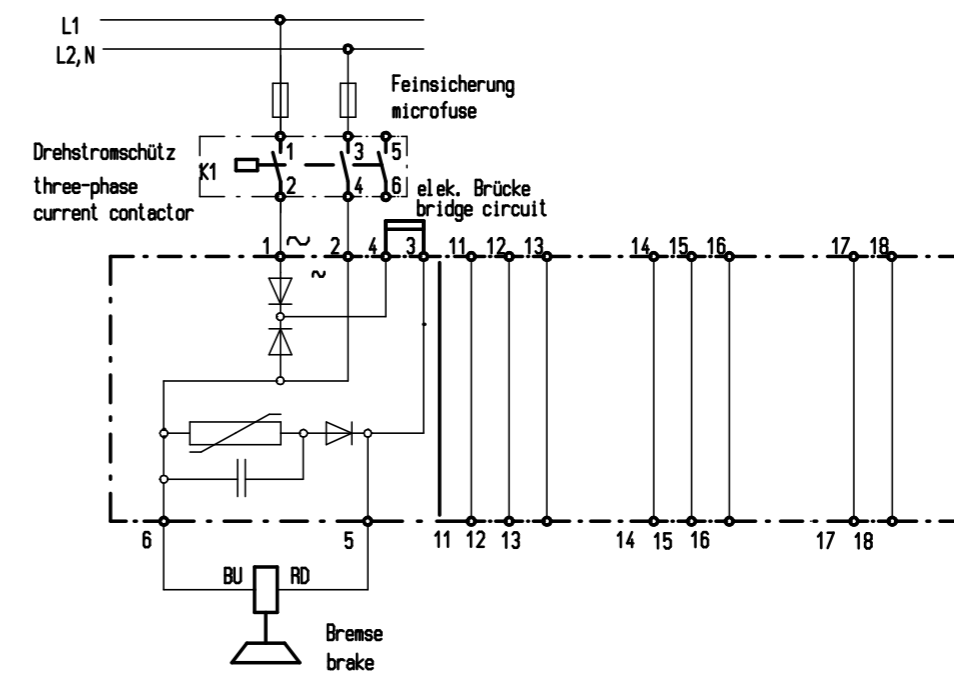 L1
L2,N
Feinsicherung
microfuse
Drehstromschütz
three-phase
current contactor
K1
1 3 5
2 4 6
elek. Brücke
bridge circuit
1 ~ 2 4 3 11 12 13 14 15 16 17 18
~
6 5 11 12 13 14 15 16 17 18
BU RD
Bremse
brake